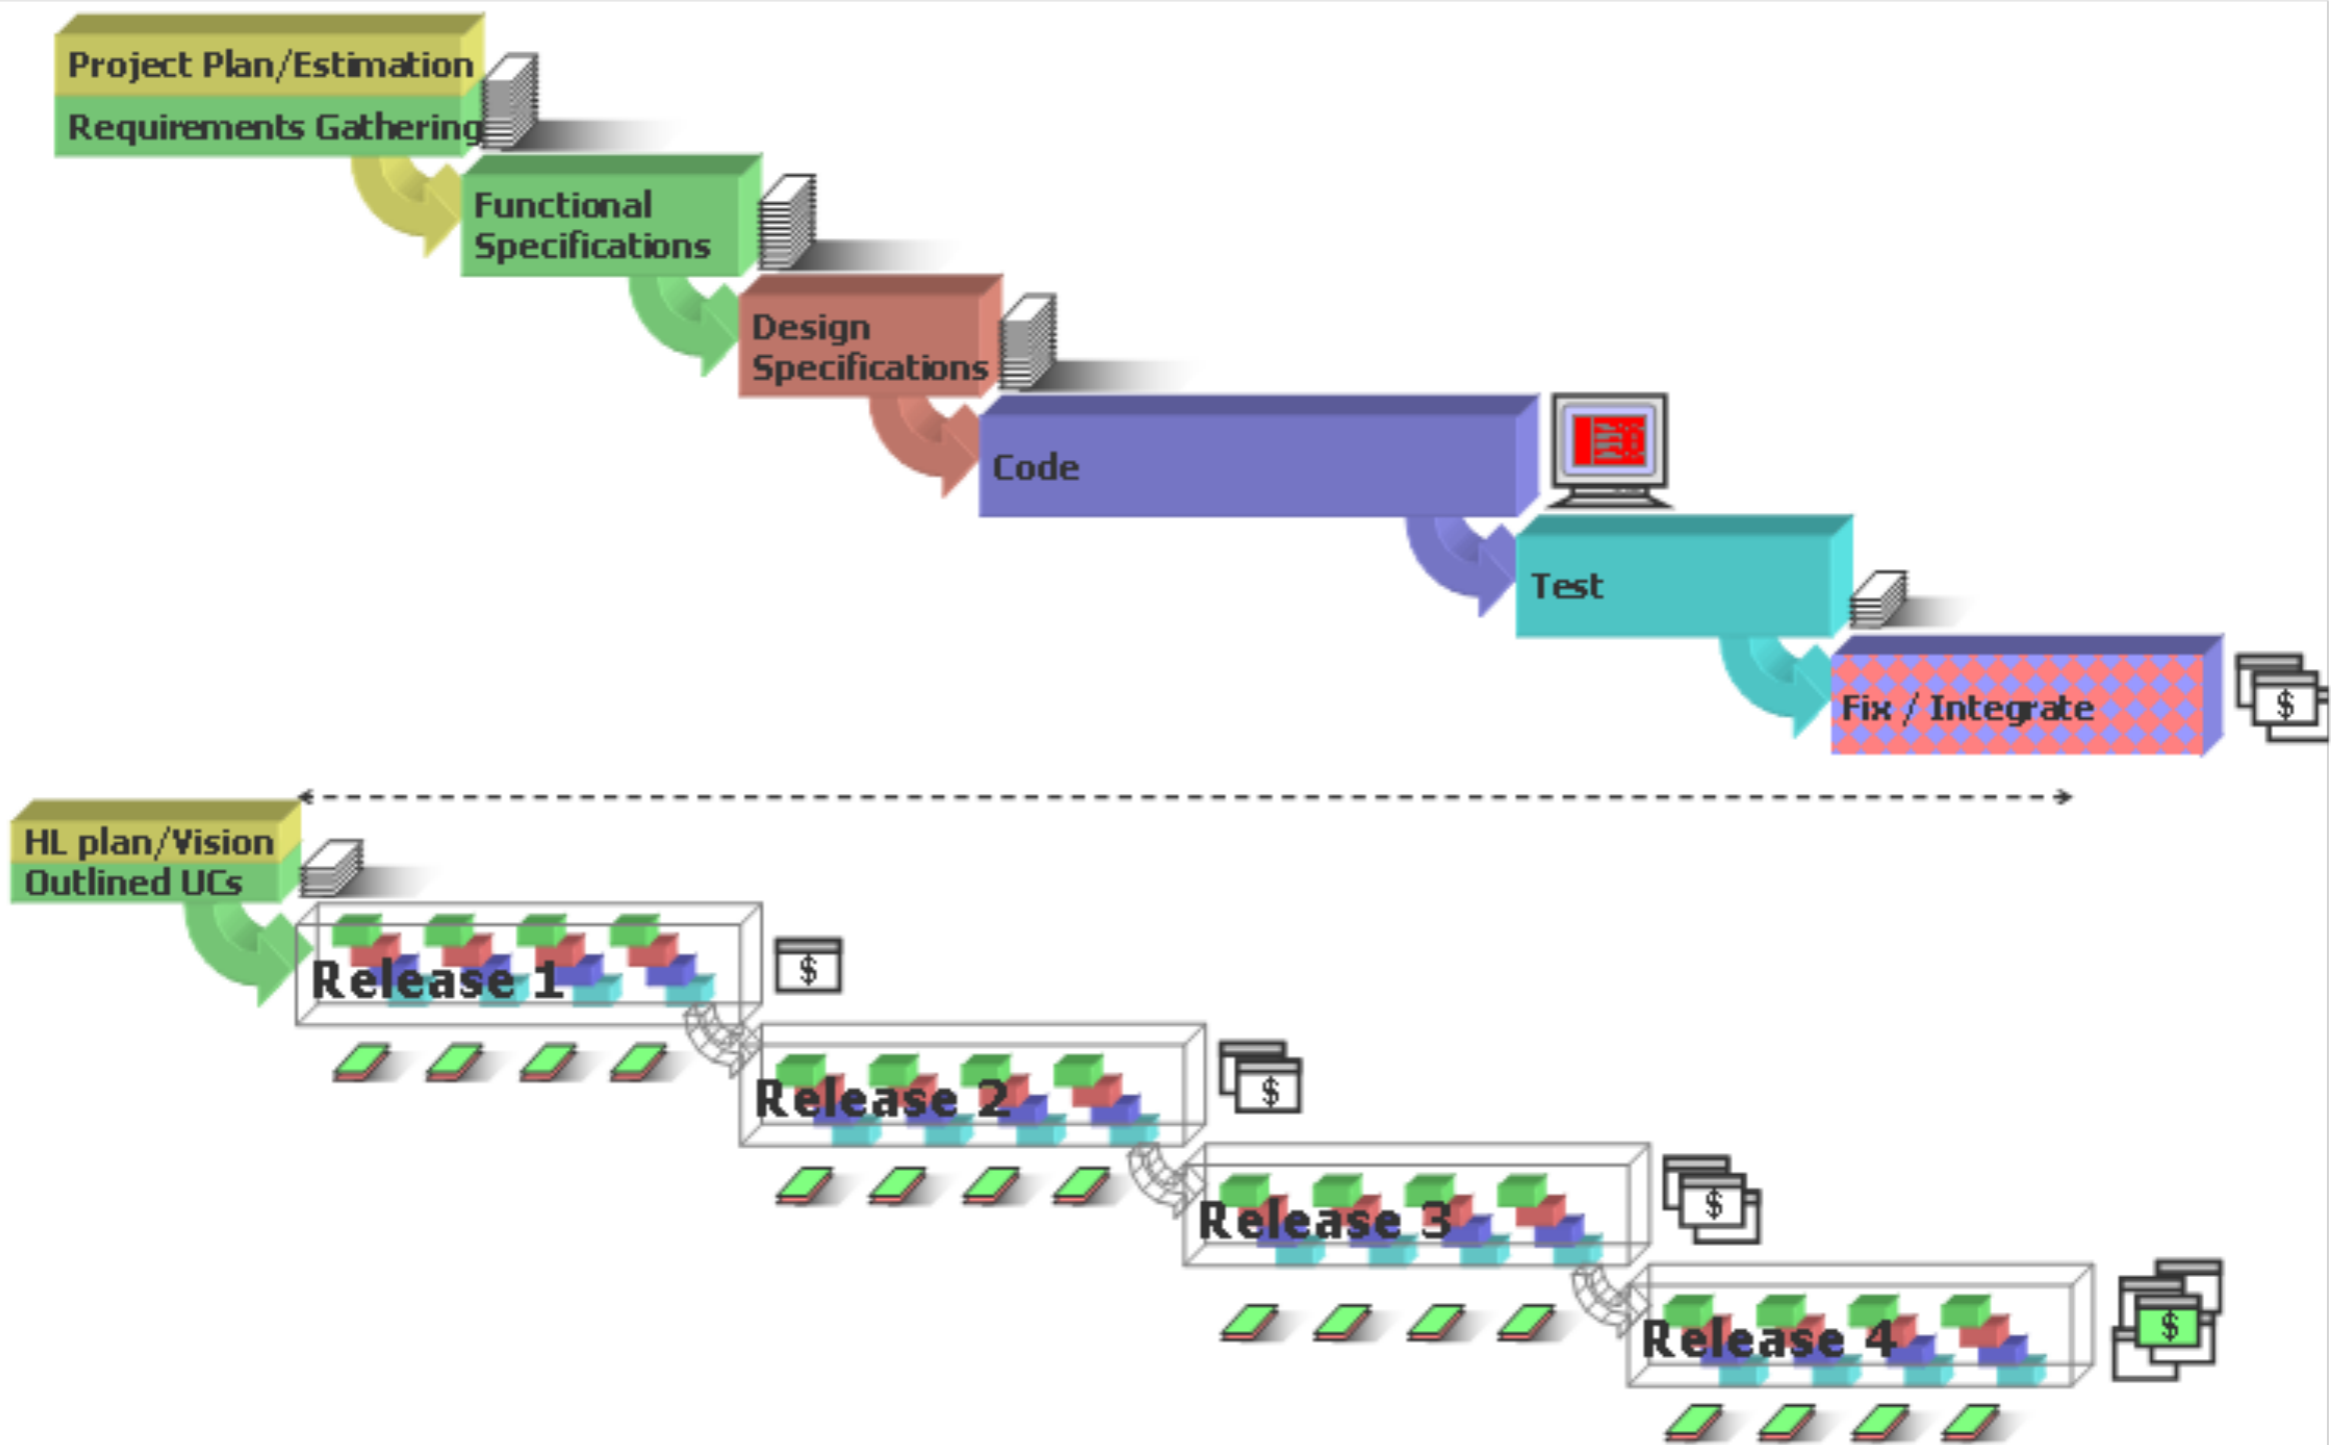 Project Plan/Estimation
Requirements Gathering
Functional
Specifications
Design
Specifications
Code
Test
Fix / Integrate
$
HL plan/Vision
Outlined UCs
Release 1
$
Release 2
$
Release 3
$
Release 4
$